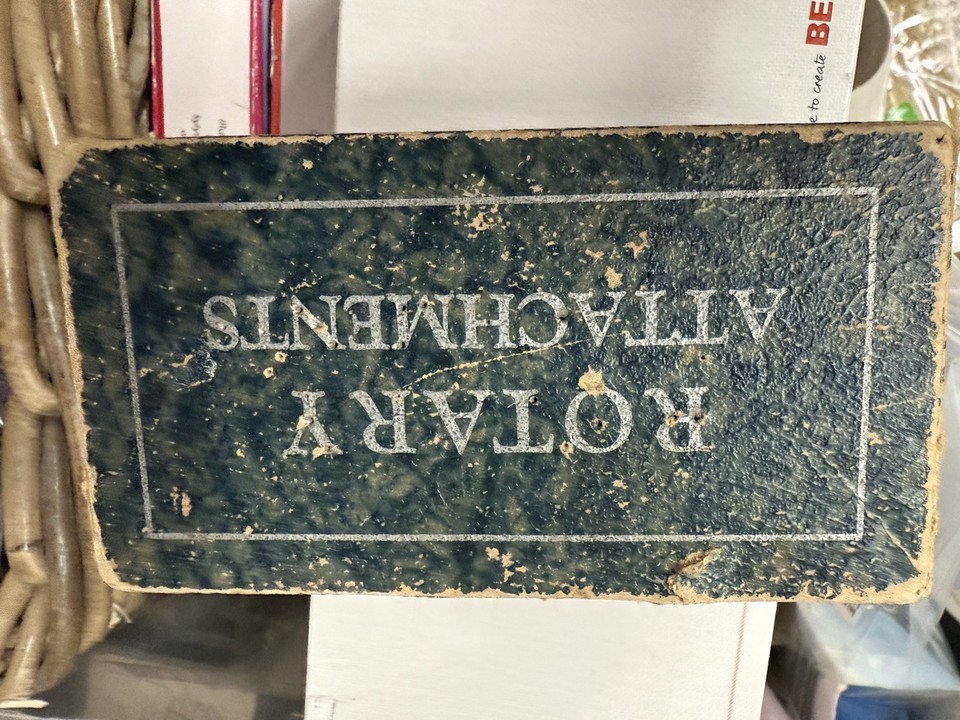 ROTARY
ATTACHMENTS
BE
e to create